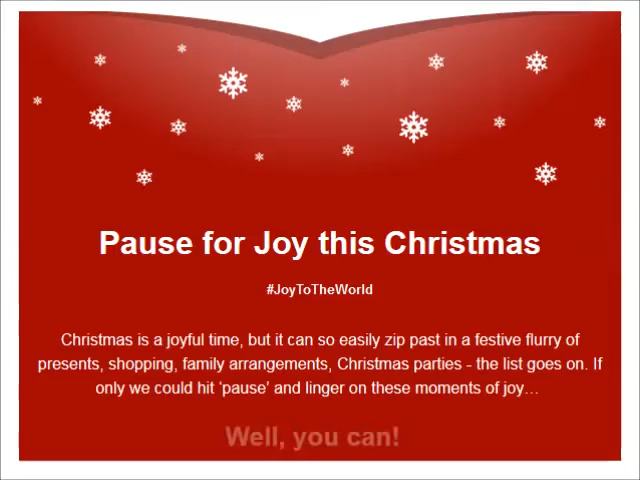 Pause for Joy this Christmas
#JoyToTheWorld
Christmas is a joyful time, but it can so easily zip past in a festive flurry of
presents, shopping, family arrangements, Christmas parties - the list goes on. If
only we could hit 'pause' and linger on these moments of joy...
Well, you can!